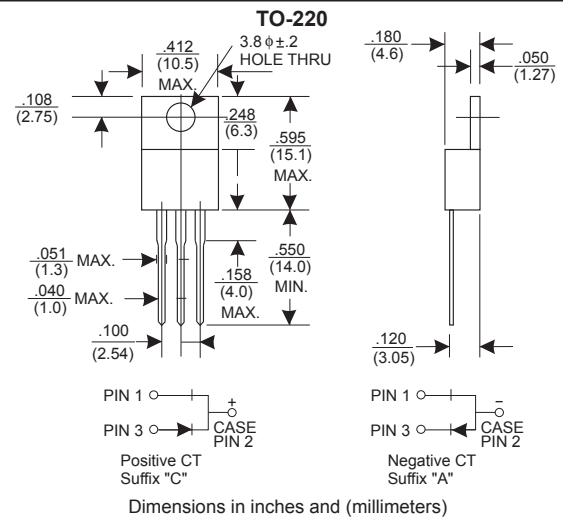 TO-220
.412
(10.5)
MAX.
3.8 ϕ±.2
HOLE THRU
.180
(4.6)
.050
(1.27)
.108
(2.75)
.248
(6.3)
.595
(15.1)
MAX.
.051
(1.3) MAX.
.040
(1.0) MAX.
.158
(4.0)
MAX.
.550
(14.0)
MIN.
.100
(2.54)
.120
(3.05)
PIN 1
+
PIN 3
CASE
PIN 2
Positive CT
Suffix "C"
PIN 1
−
PIN 3
CASE
PIN 2
Negative CT
Suffix "A"
Dimensions in inches and (millimeters)